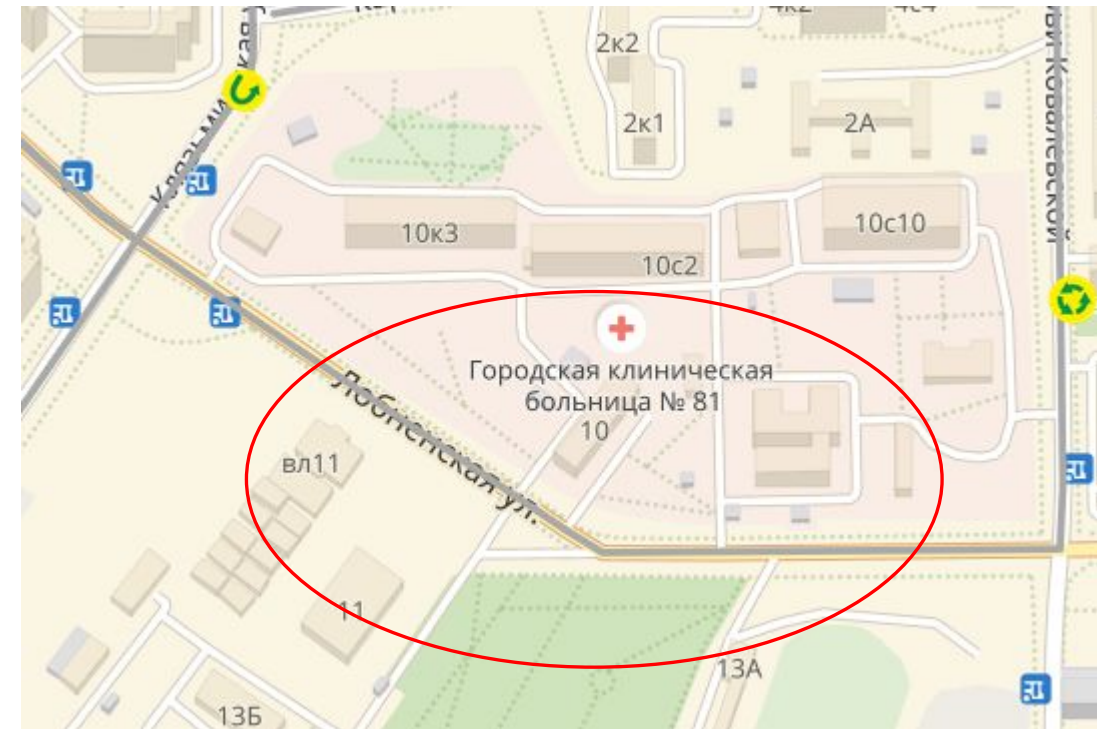 2к2
2к1
2А
10к3
10с2
10с10
Городская клиническая
больница № 81
10
Лобненская ул.
вл11
11
13А
13Б